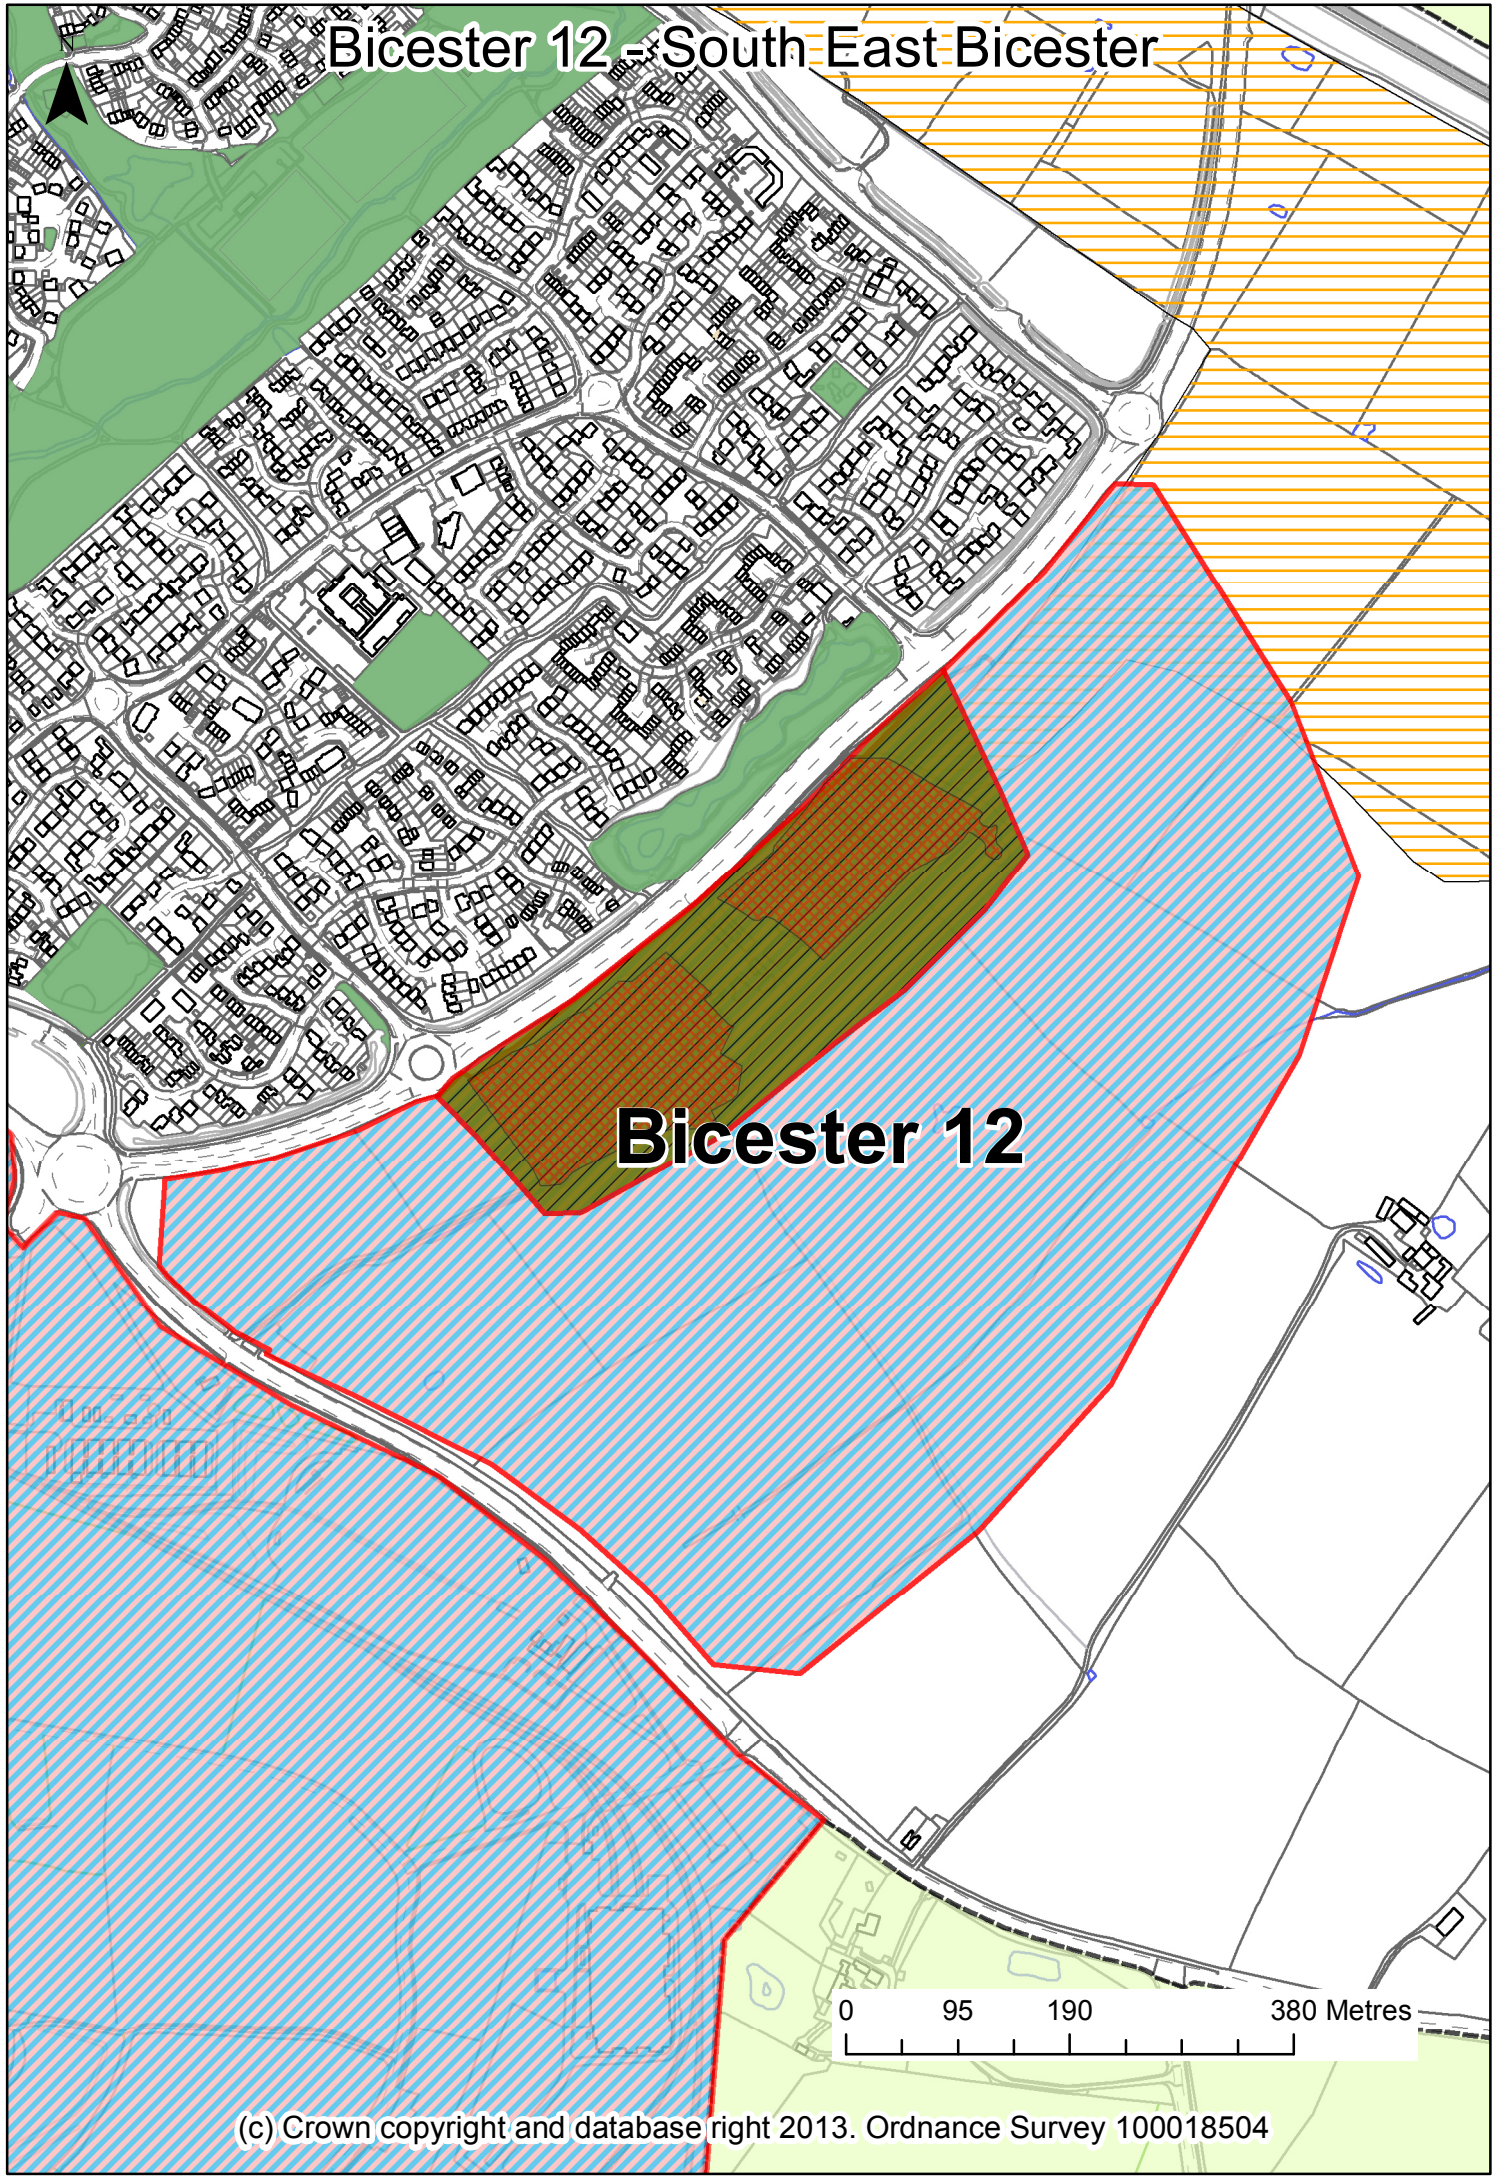 Bicester 12 - South East Bicester
N
Bicester 12
0 95 190 380 Metres
(c) Crown copyright and database right 2013. Ordnance Survey 100018504